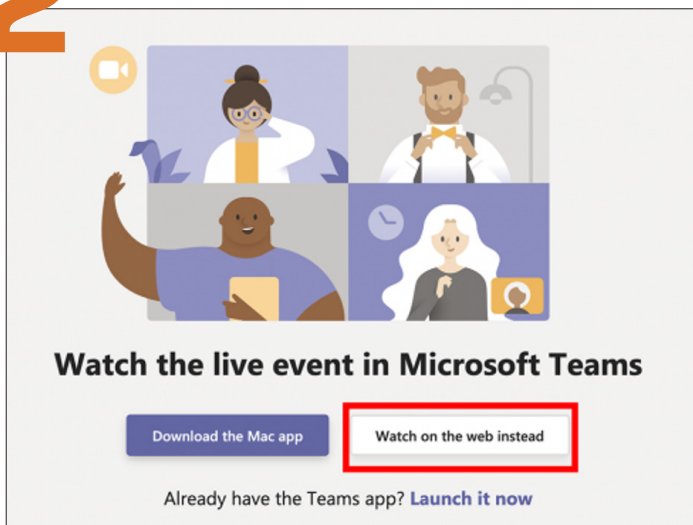 2
Watch the live event in Microsoft Teams
Download the Mac app
Watch on the web instead
Already have the Teams app? Launch it now